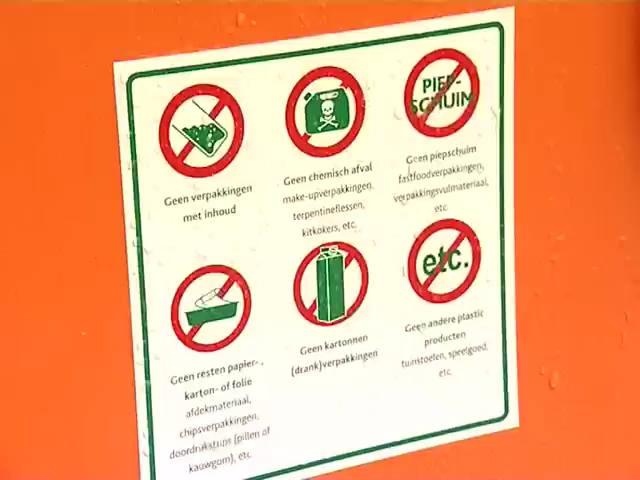 Geen verpakkingen
met inhoud
Geen chemisch afval
make-upverpakkingen,
terpentineflessen,
kitkokers, etc.
PIEP-
SCHUIM
Geen piepschuim
fastfoodverpakkingen,
verpakkingsvulmateriaal,
etc.
Geen resten papier-,
karton- of folie
afdekmateriaal,
chipsverpakkingen,
doordrukstrips (pillen of
kauwgom), etc.
Geen kartonnen
(drank)verpakkingen
etc.
Geen andere plastic
producten
tuinstoelen, speelgoed,
etc.